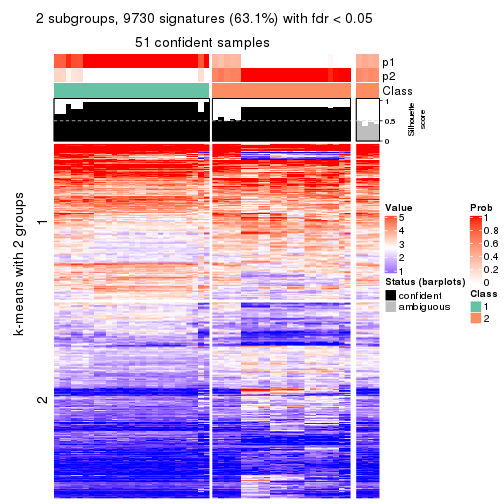 2 subgroups, 9730 signatures (63.1%) with fdr < 0.05
51 confident samples
p1
p2
Class
1
0.5
0
Silhouette
score
k-means with 2 groups
1
2
Value
5
4
3
2
1
Prob
1
0.8
0.6
0.4
0.2
0
Status (barplots)
confident
ambiguous
Class
1
2